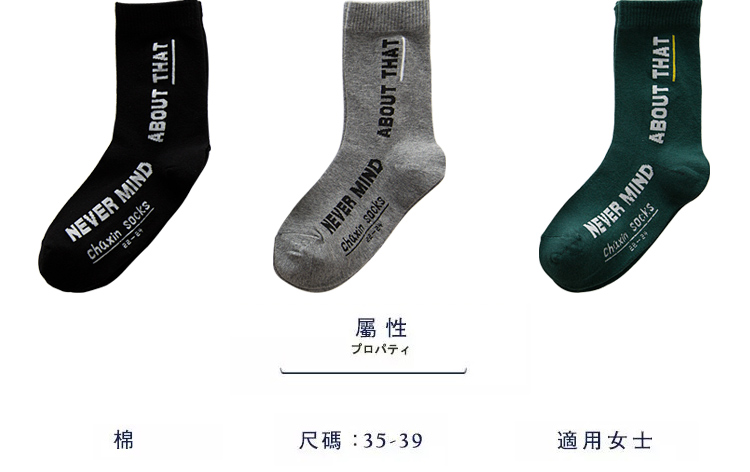 ABOUT THAT
NEVER MIND
chaxin socks
22-24
ABOUT THAT
NEVER MIND
chaxin socks
22-24
ABOUT THAT
NEVER MIND
chaxin socks
22-24
屬性
プロパティ
棉
尺碼：35-39
適用女士